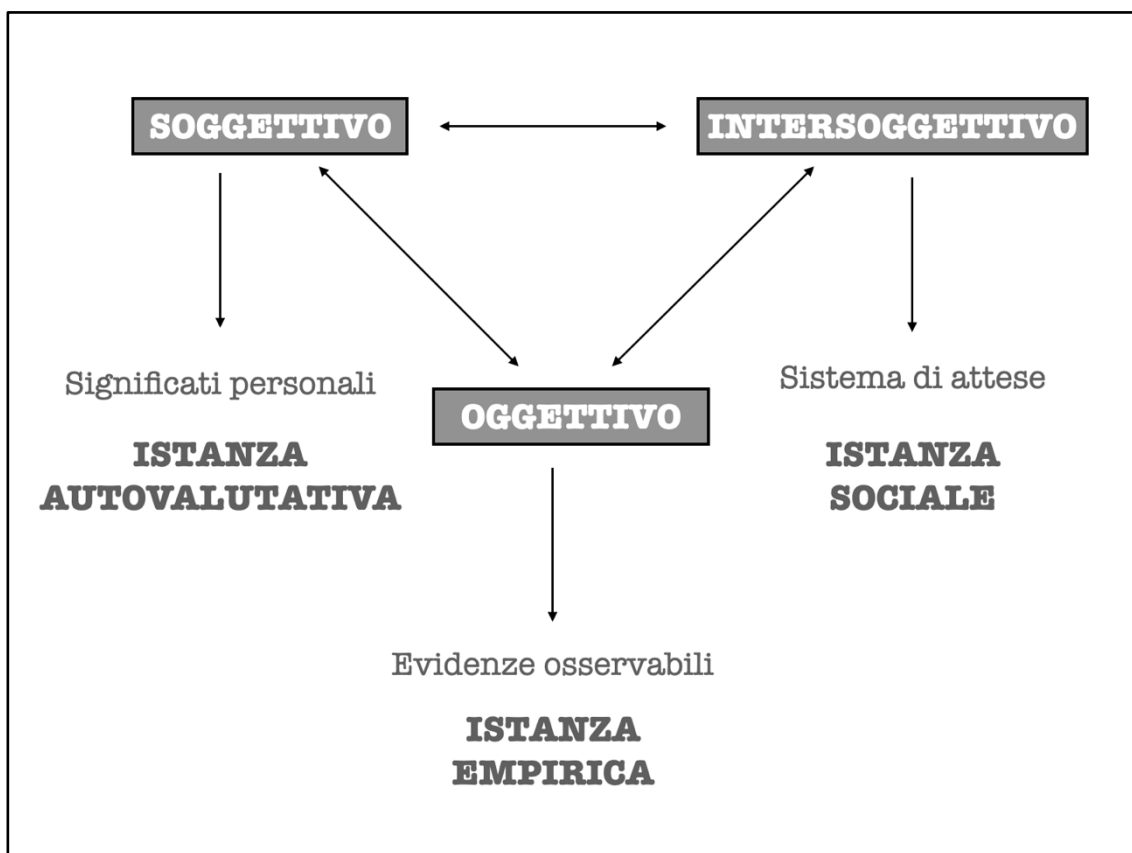 SOGGETTIVO
INTERSOGGETTIVO
Significati personali
ISTANZA
AUTOVALUTATIVA
OGGETTIVO
Sistema di attese
ISTANZA
SOCIALE
Evidenze osservabili
ISTANZA
EMPIRICA